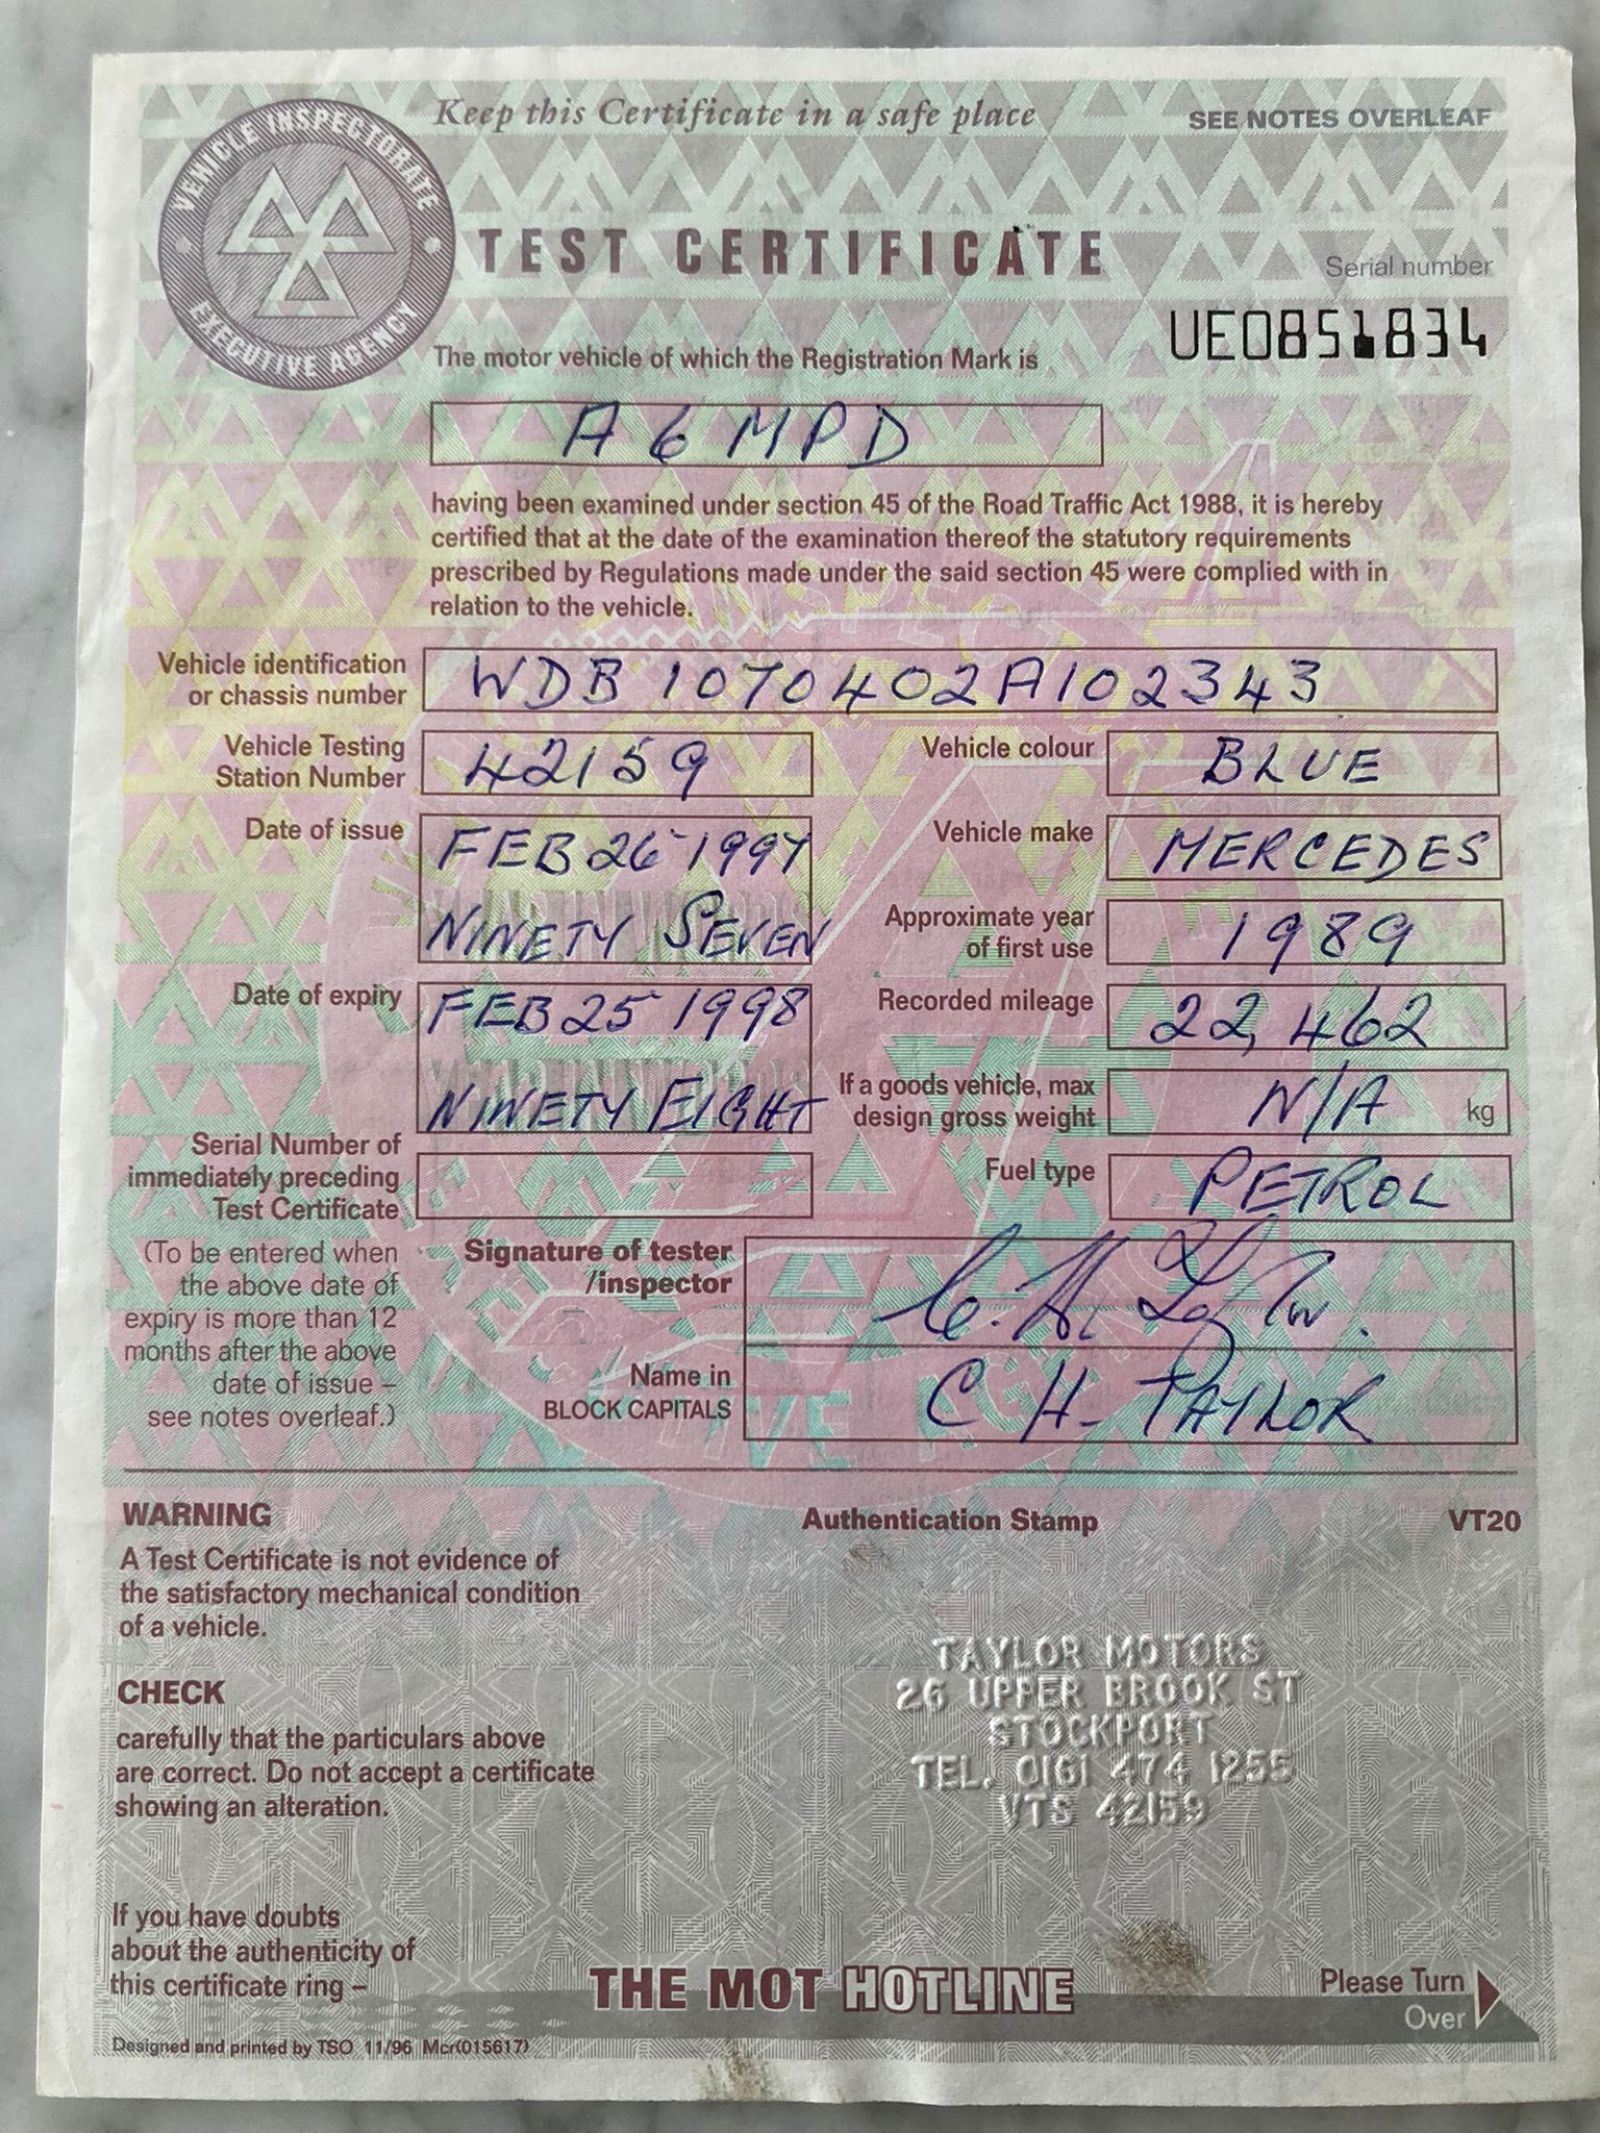 Keep this Certificate in a safe place
SEE NOTES OVERLEAF
VEHICLE INSPECTORATE
EXECUTIVE AGENCY
TEST CERTIFICATE
Serial number
UE0851834
The motor vehicle of which the Registration Mark is
A6 MPD
having been examined under section 45 of the Road Traffic Act 1988, it is hereby
certified that at the date of the examination thereof the statutory requirements
prescribed by Regulations made under the said section 45 were complied with in
relation to the vehicle.
Vehicle identification
or chassis number
WDB1070402A102343
Vehicle Testing
Station Number
42159
Vehicle colour
BLUE
Date of issue
FEB 26 1997
NINETY SEVEN
Vehicle make
MERCEDES
Approximate year
of first use
1989
Date of expiry
FEB 25 1998
NINETY EIGHT
Recorded mileage
22,462
If a goods vehicle, max
design gross weight
N/A
kg
Serial Number of
immediately preceding
Test Certificate
Fuel type
PETROL
(To be entered when
the above date of
expiry is more than 12
months after the above
date of issue –
see notes overleaf.)
Signature of tester
/inspector
C. H. Taylor.
Name in
BLOCK CAPITALS
C H- TAYLOR
WARNING
A Test Certificate is not evidence of
the satisfactory mechanical condition
of a vehicle.
Authentication Stamp
VT20
CHECK
carefully that the particulars above
are correct. Do not accept a certificate
showing an alteration.
TAYLOR MOTORS
26 UPPER BROOK ST
STOCKPORT
TEL. 0161 474 1255
VTS 42159
If you have doubts
about the authenticity of
this certificate ring –
THE MOT HOTLINE
Please Turn
Over
Designed and printed by TSO 11/96 Mcr(015617)